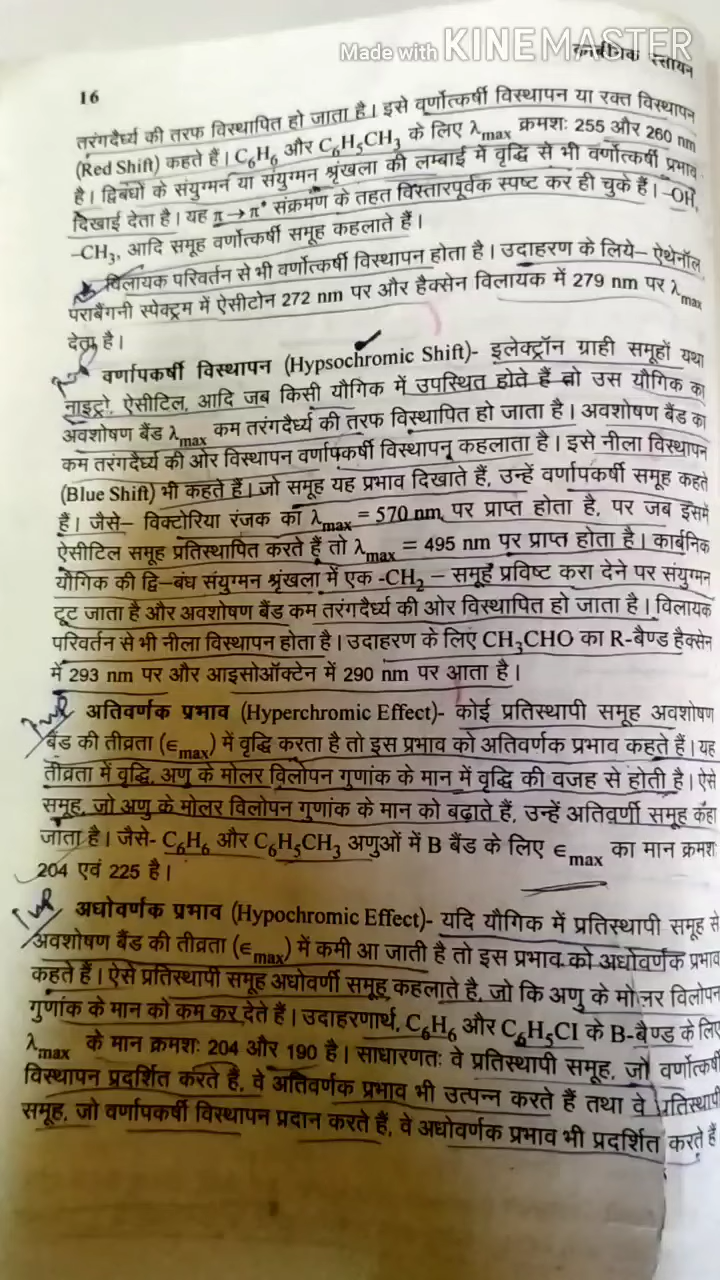 Made with KINEMASTER
कार्बनिक रसायन
16
तरंगदैर्ध्य की तरफ विस्थापित हो जाता है। इसे वर्णोत्कर्षी विस्थापन या रक्त विस्थापन
(Red Shift) कहते हैं। C₆H₆ और C₆H₅CH₃ के लिए λmax क्रमशः 255 और 260 nm
है। द्विबंधों के संयुग्मन या संयुग्मन श्रृंखला की लम्बाई में वृद्धि से भी वर्णोत्कर्षी प्रभाव
दिखाई देता है। यह π→π* संक्रमण के तहत विस्तारपूर्वक स्पष्ट कर ही चुके हैं। –OH,
–CH₃, आदि समूह वर्णोत्कर्षी समूह कहलाते हैं।
विलायक परिवर्तन से भी वर्णोत्कर्षी विस्थापन होता है। उदाहरण के लिये– ऐथेनॉल
पराबैंगनी स्पेक्ट्रम में ऐसीटोन 272 nm पर और हैक्सेन विलायक में 279 nm पर λmax
देता है।
वर्णापकर्षी विस्थापन (Hypsochromic Shift)- इलेक्ट्रॉन ग्राही समूहों यथा
नाइट्रो, ऐसीटिल, आदि जब किसी यौगिक में उपस्थित होते हैं तो उस यौगिक का
अवशोषण बैंड λmax कम तरंगदैर्ध्य की तरफ विस्थापित हो जाता है। अवशोषण बैंड का
कम तरंगदैर्ध्य की ओर विस्थापन वर्णापकर्षी विस्थापन कहलाता है। इसे नीला विस्थापन
(Blue Shift) भी कहते हैं। जो समूह यह प्रभाव दिखाते हैं, उन्हें वर्णापकर्षी समूह कहते
हैं। जैसे– विक्टोरिया रंजक का λmax = 570 nm पर प्राप्त होता है, पर जब इसमें
ऐसीटिल समूह प्रतिस्थापित करते हैं तो λmax = 495 nm पर प्राप्त होता है। कार्बनिक
यौगिक की द्वि–बंध संयुग्मन श्रृंखला में एक -CH₂ – समूह प्रविष्ट करा देने पर संयुग्मन
टूट जाता है और अवशोषण बैंड कम तरंगदैर्ध्य की ओर विस्थापित हो जाता है। विलायक
परिवर्तन से भी नीला विस्थापन होता है। उदाहरण के लिए CH₃CHO का R-बैण्ड हैक्सेन
में 293 nm पर और आइसोऑक्टेन में 290 nm पर आता है।
अतिवर्णक प्रभाव (Hyperchromic Effect)- कोई प्रतिस्थापी समूह अवशोषण
बैंड की तीव्रता (∈max) में वृद्धि करता है तो इस प्रभाव को अतिवर्णक प्रभाव कहते हैं। यह
तीव्रता में वृद्धि, अणु के मोलर विलोपन गुणांक के मान में वृद्धि की वजह से होती है। ऐसे
समूह, जो अणु के मोलर विलोपन गुणांक के मान को बढ़ाते हैं, उन्हें अतिवर्णी समूह कहा
जाता है। जैसे- C₆H₆ और C₆H₅CH₃ अणुओं में B बैंड के लिए ∈max का मान क्रमश
204 एवं 225 है।
अधोवर्णक प्रभाव (Hypochromic Effect)- यदि यौगिक में प्रतिस्थापी समूह से
अवशोषण बैंड की तीव्रता (∈max) में कमी आ जाती है तो इस प्रभाव को अधोवर्णक प्रभाव
कहते हैं। ऐसे प्रतिस्थापी समूह अधोवर्णी समूह कहलाते है, जो कि अणु के मोलर विलोपन
गुणांक के मान को कम कर देते हैं। उदाहरणार्थ, C₆H₆ और C₆H₅Cl के B-बैण्ड के लिए
λmax के मान क्रमशः 204 और 190 है। साधारणतः वे प्रतिस्थापी समूह, जो वर्णोत्कर्षी
विस्थापन प्रदर्शित करते हैं, वे अतिवर्णक प्रभाव भी उत्पन्न करते हैं तथा वे प्रतिस्थापी
समूह, जो वर्णापकर्षी विस्थापन प्रदान करते हैं, वे अधोवर्णक प्रभाव भी प्रदर्शित करते हैं